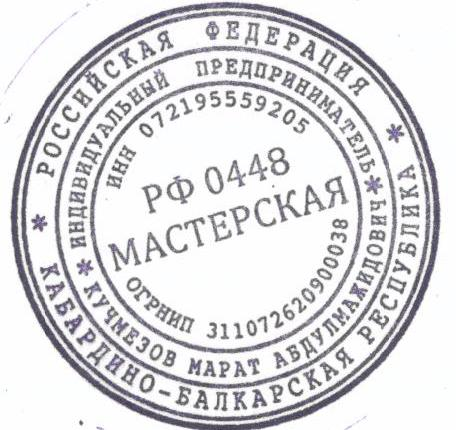 * РОССИЙСКАЯ ФЕДЕРАЦИЯ *
КАБАРДИНО-БАЛКАРСКАЯ РЕСПУБЛИКА
* ИНДИВИДУАЛЬНЫЙ ПРЕДПРИНИМАТЕЛЬ *
КУЧМЕЗОВ МАРАТ АБДУЛМАЖИДОВИЧ
ИНН 072195559205
РФ 0448
МАСТЕРСКАЯ
ОГРНИП 311072620900038